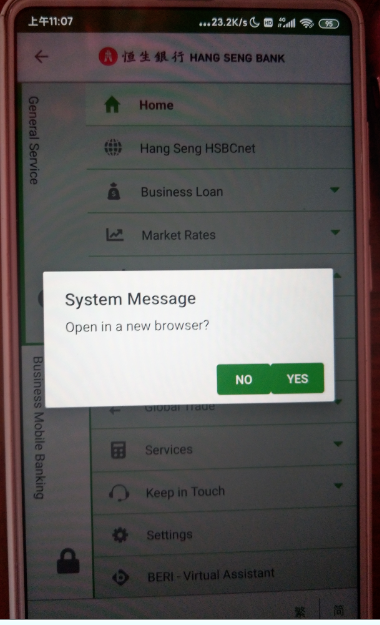 上午11:07
...23.2K/s
HD
4G
95
恒生銀行 HANG SENG BANK
General Service
Home
Hang Seng HSBCnet
Business Loan
Market Rates
System Message
Open in a new browser?
NO
YES
Business Mobile Banking
Global Trade
Services
Keep in Touch
Settings
BERI - Virtual Assistant
繁
简